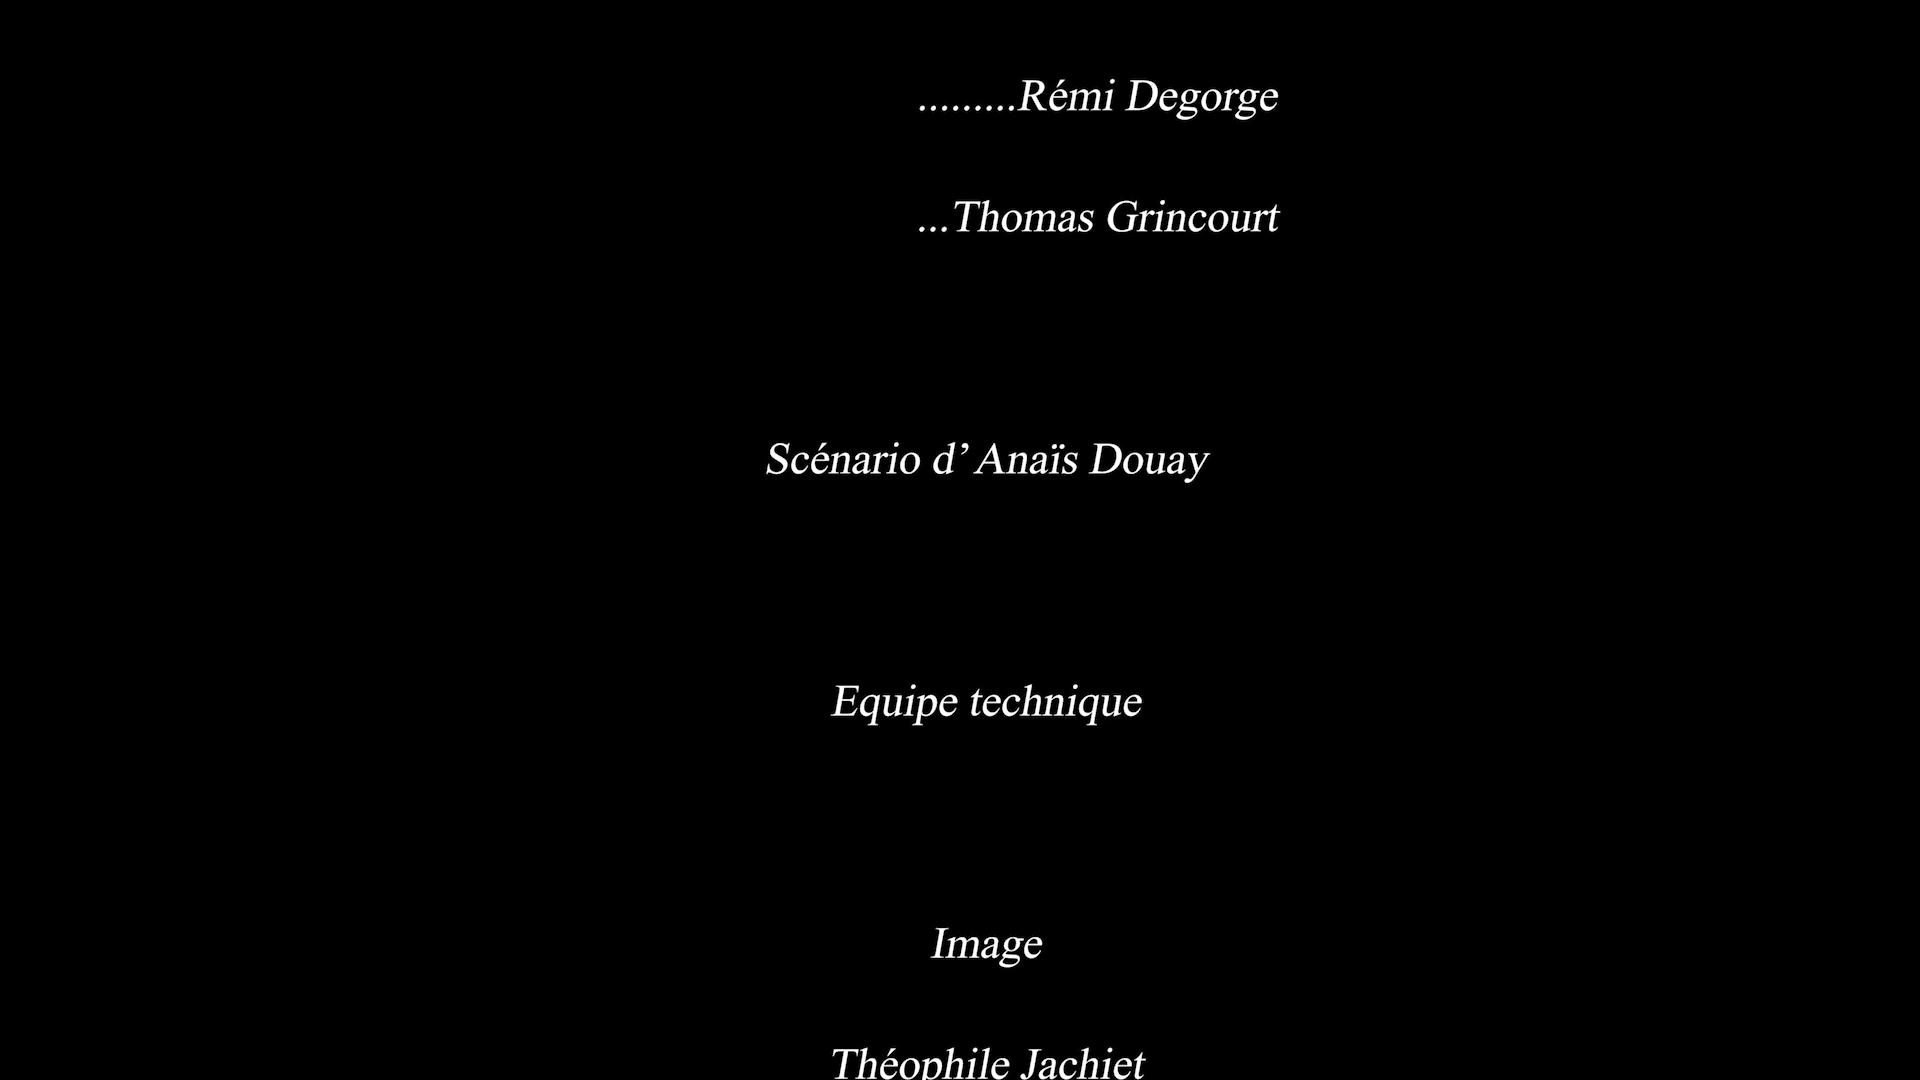 .........Rémi Degorge
...Thomas Grincourt
Scénario d’Anaïs Douay
Equipe technique
Image
Théophile Jachiet